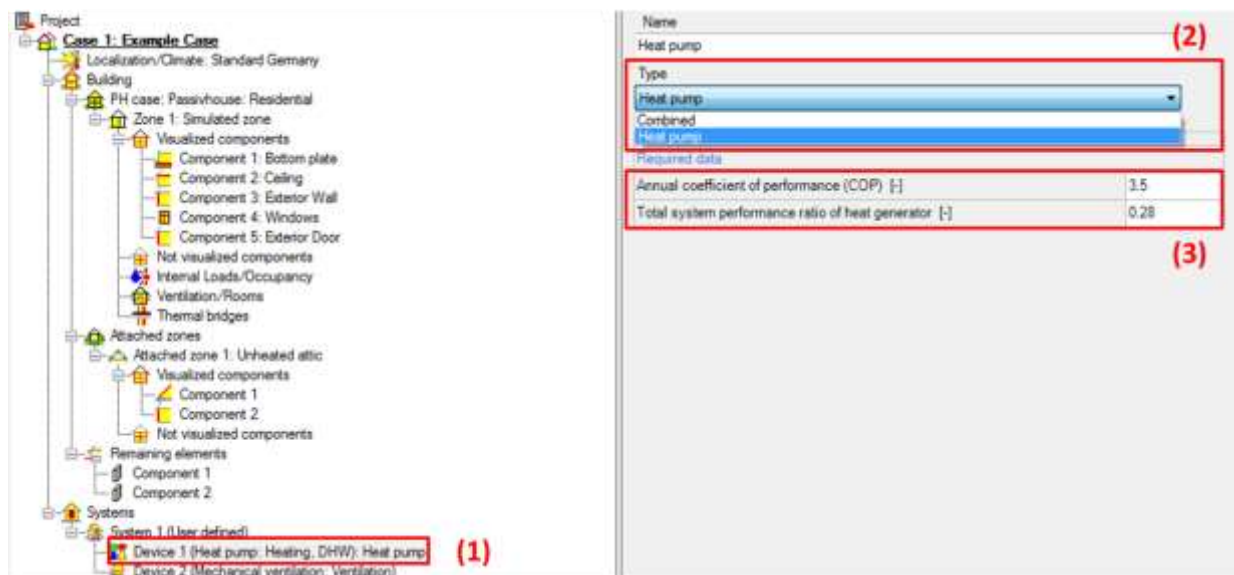 Project
Case 1: Example Case
Localization/Climate: Standard Germany
Building
PH case: Passivhouse: Residential
Zone 1: Simulated zone
Visualized components
Component 1: Bottom plate
Component 2: Ceiling
Component 3: Exterior Wall
Component 4: Windows
Component 5: Exterior Door
Not visualized components
Internal Loads/Occupancy
Ventilation/Rooms
Thermal bridges
Attached zones
Attached zone 1: Unheated attic
Visualized components
Component 1
Component 2
Not visualized components
Remaining elements
Component 1
Component 2
Systems
System 1 (User defined)
Device 1 (Heat pump: Heating, DHW): Heat pump (1)
Device 2 (Mechanical ventilation: Ventilation)
Name
Heat pump
(2)
Type
Heat pump
Combined
Heat pump
Required data
Annual coefficient of performance (COP) [-] 3.5
Total system performance ratio of heat generator [-] 0.28
(3)